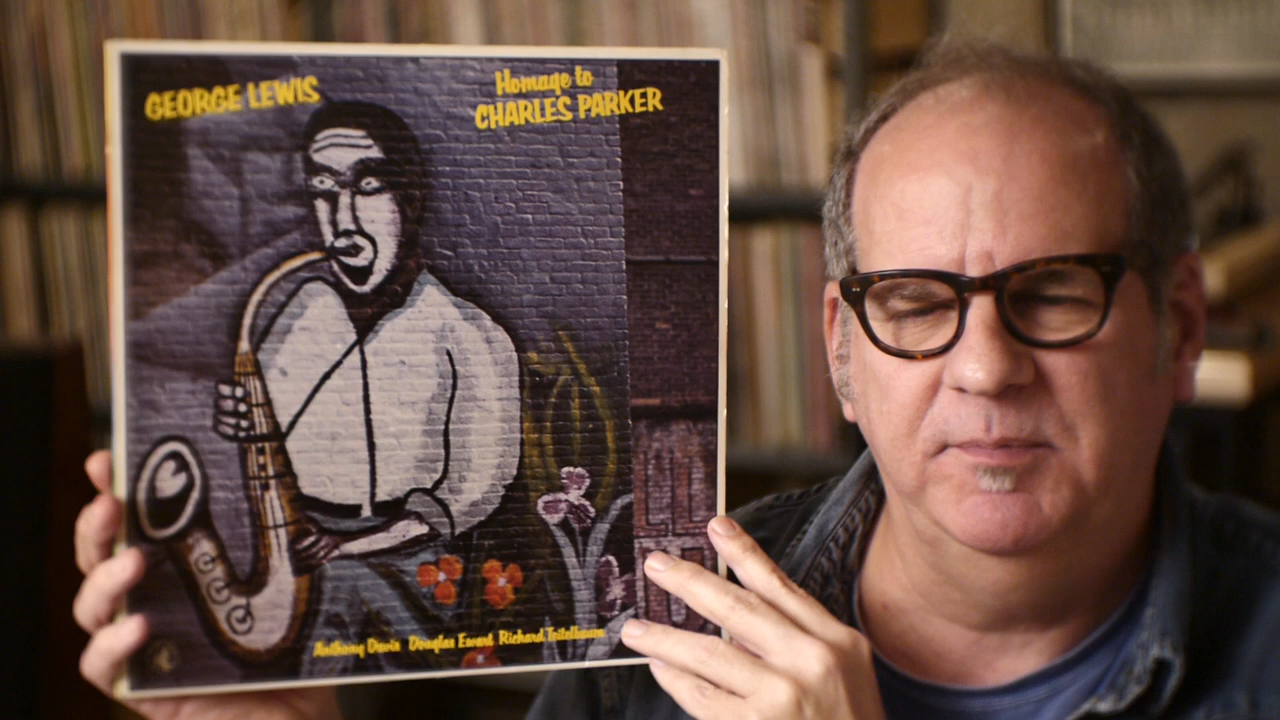 GEORGE LEWIS
Homage to
CHARLES PARKER
Anthony Davis Douglas Ewart Richard Teitelbaum